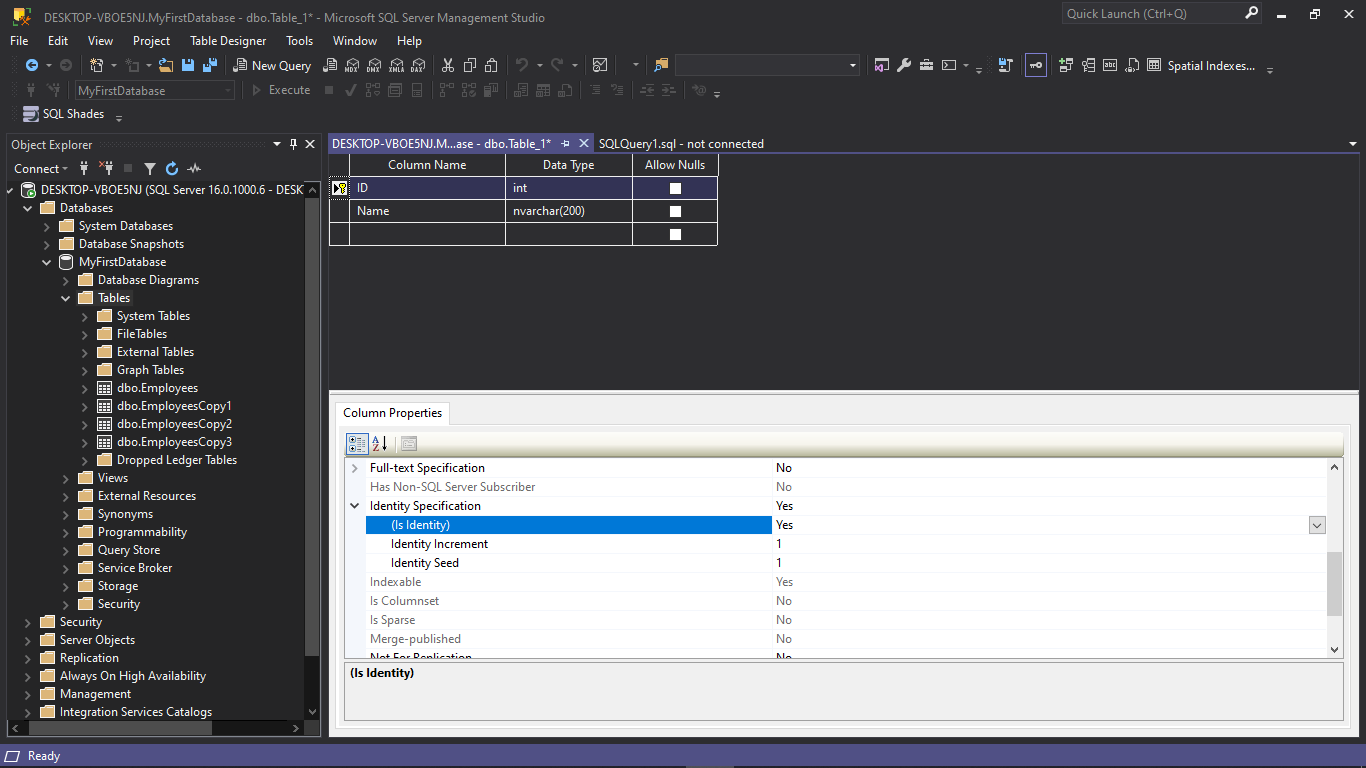 DESKTOP-VBOE5NJ.MyFirstDatabase - dbo.Table_1* - Microsoft SQL Server Management Studio
Quick Launch (Ctrl+Q)
File Edit View Project Table Designer Tools Window Help
New Query MDX DMX XMLA DAX
Spatial Indexes...
MyFirstDatabase
Execute
SQL Shades
Object Explorer
Connect
DESKTOP-VBOE5NJ (SQL Server 16.0.1000.6 - DESK
Databases
System Databases
Database Snapshots
MyFirstDatabase
Database Diagrams
Tables
System Tables
FileTables
External Tables
Graph Tables
dbo.Employees
dbo.EmployeesCopy1
dbo.EmployeesCopy2
dbo.EmployeesCopy3
Dropped Ledger Tables
Views
External Resources
Synonyms
Programmability
Query Store
Service Broker
Storage
Security
Security
Server Objects
Replication
Always On High Availability
Management
Integration Services Catalogs
DESKTOP-VBOE5NJ.M...ase - dbo.Table_1* SQLQuery1.sql - not connected
Column Name Data Type Allow Nulls
ID int
Name nvarchar(200)
Column Properties
Full-text Specification No
Has Non-SQL Server Subscriber No
Identity Specification Yes
(Is Identity) Yes
Identity Increment 1
Identity Seed 1
Indexable Yes
Is Columnset No
Is Sparse No
Merge-published No
Not For Replication No
(Is Identity)
Ready